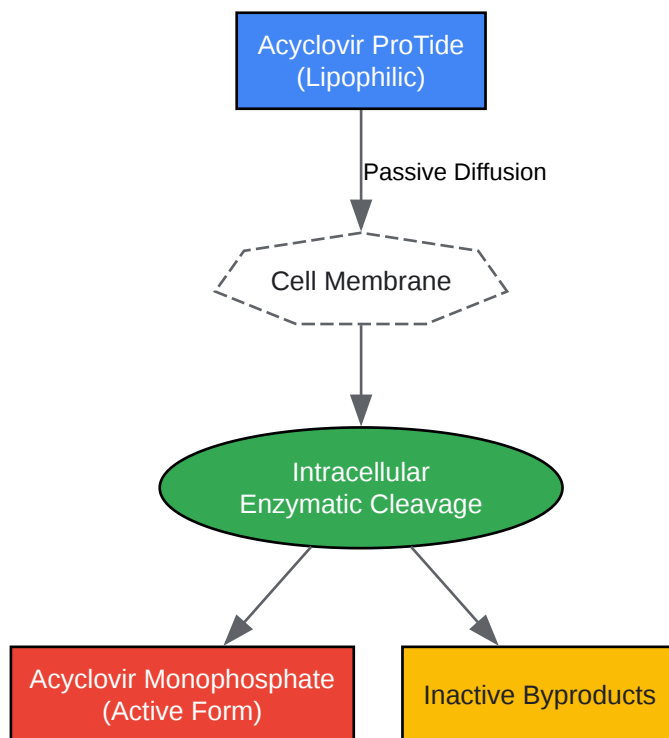 Acyclovir ProTide
(Lipophilic)
Passive Diffusion
Cell Membrane
Intracellular
Enzymatic Cleavage
Acyclovir Monophosphate
(Active Form)
Inactive Byproducts